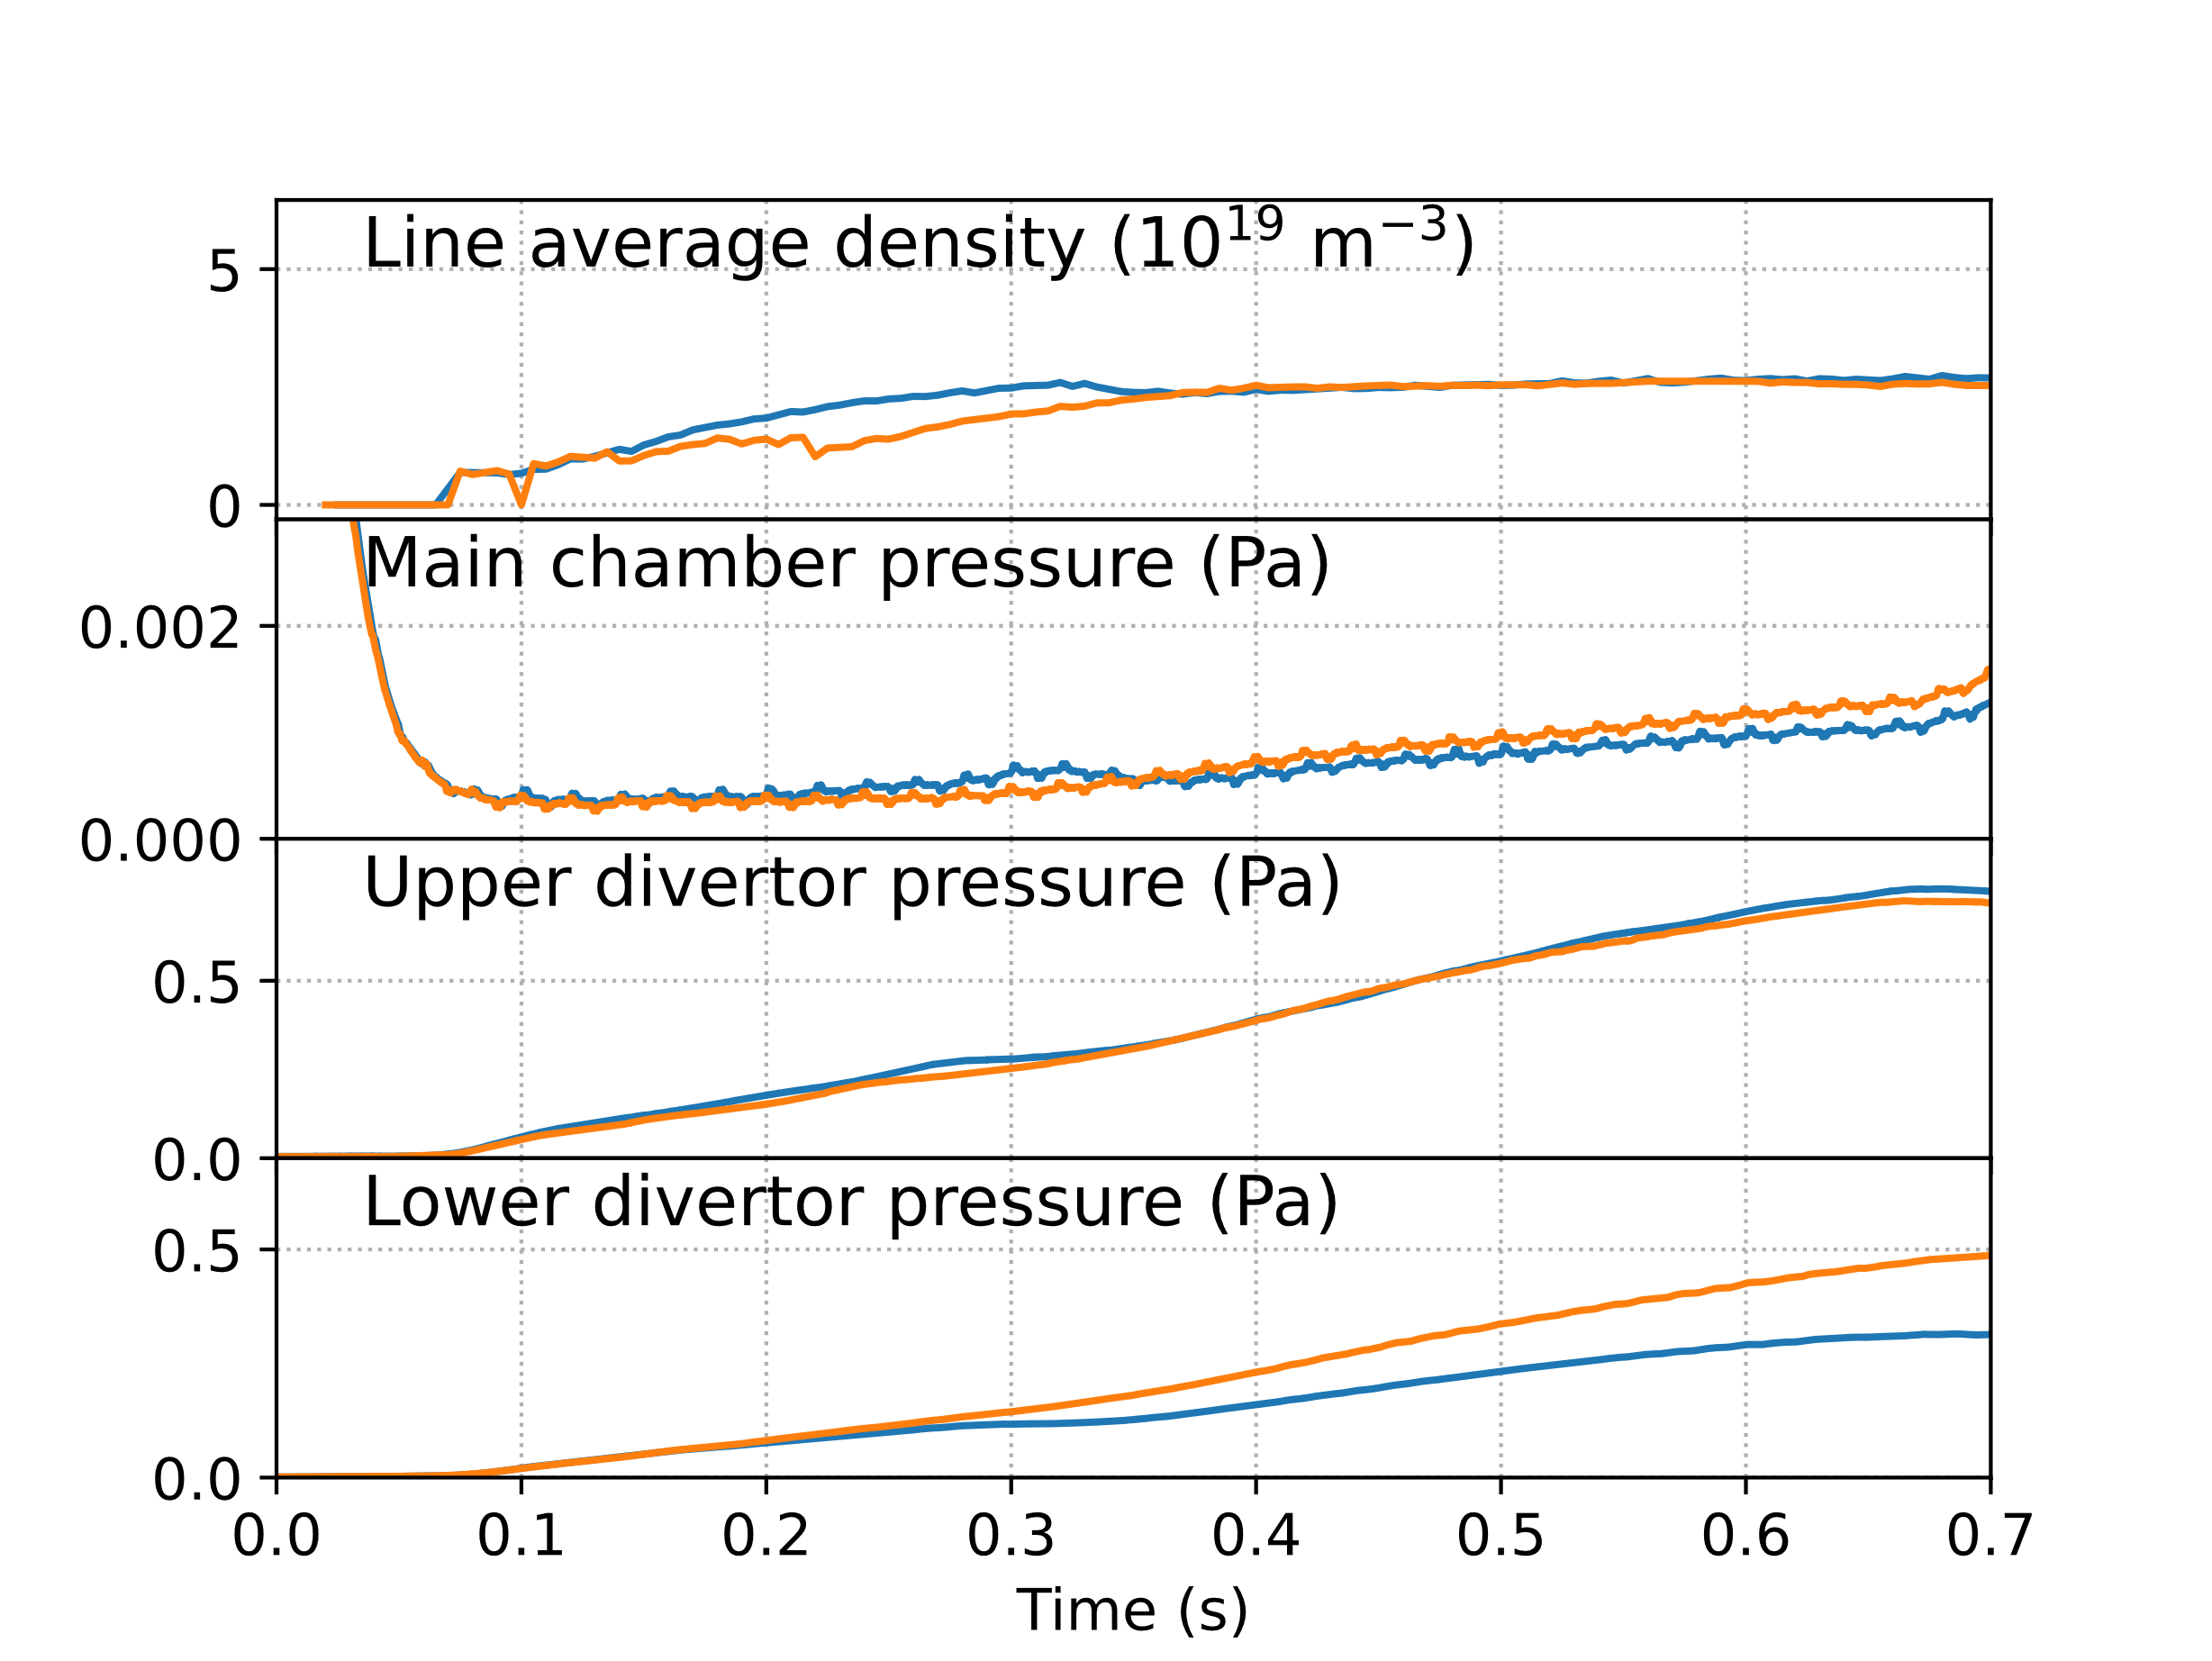 Line average density (10¹⁹ m⁻³)
5
0
Main chamber pressure (Pa)
0.002
0.000
Upper divertor pressure (Pa)
0.5
0.0
Lower divertor pressure (Pa)
0.5
0.0
0.0 0.1 0.2 0.3 0.4 0.5 0.6 0.7
Time (s)